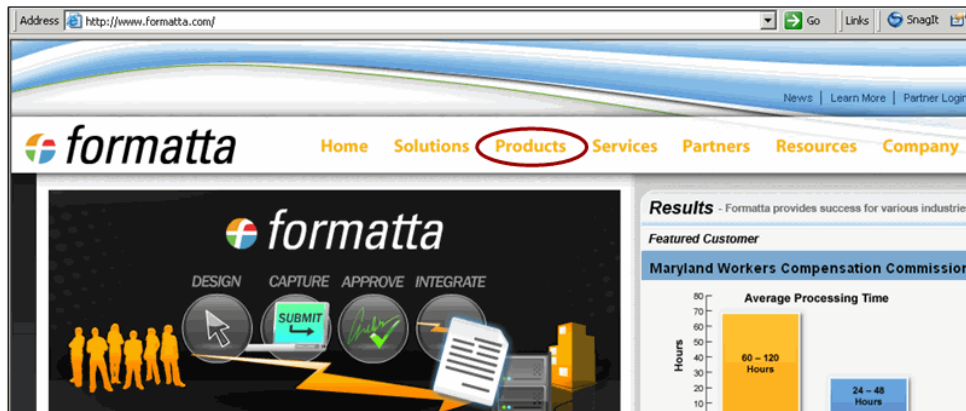 Address http://www.formatta.com/ Go Links SnagIt
News | Learn More | Partner Login
formatta Home Solutions Products Services Partners Resources Company
formatta
DESIGN CAPTURE APPROVE INTEGRATE
SUBMIT
Results - Formatta provides success for various industries
Featured Customer
Maryland Workers Compensation Commission
Average Processing Time
80
70
60
50
40
30
20
10
Hours
60 – 120
Hours
24 – 48
Hours